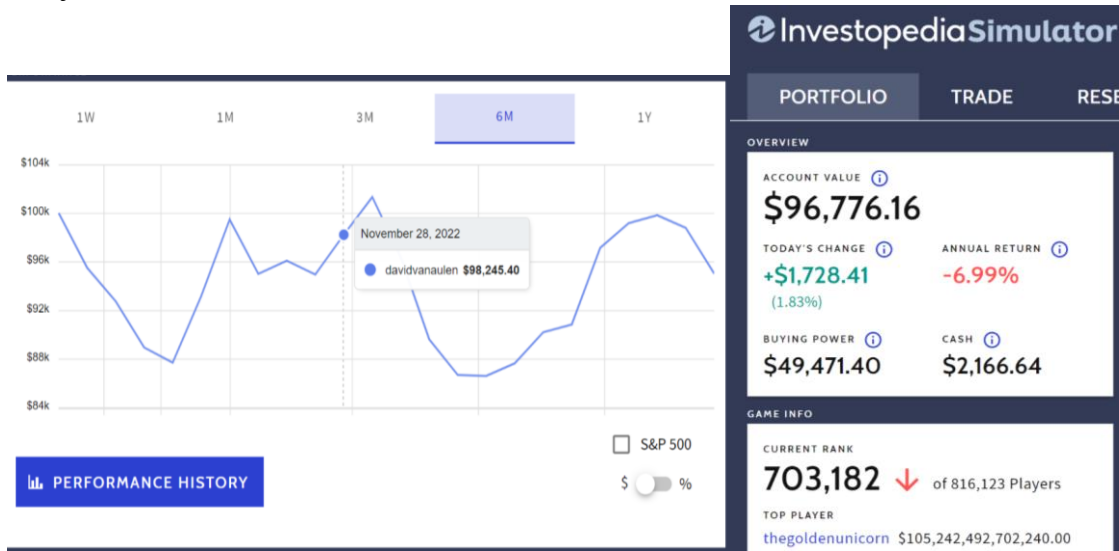 InvestopediaSimulator
1W 1M 3M 6M 1Y
$104k
$100k
$96k
$92k
$88k
$84k
November 28, 2022
davidvanaulen $98,245.40
S&P 500
PERFORMANCE HISTORY
$ %
PORTFOLIO TRADE RESE
OVERVIEW
ACCOUNT VALUE
$96,776.16
TODAY'S CHANGE ANNUAL RETURN
+$1,728.41 -6.99%
(1.83%)
BUYING POWER CASH
$49,471.40 $2,166.64
GAME INFO
CURRENT RANK
703,182 of 816,123 Players
TOP PLAYER
thegoldenunicorn $105,242,492,702,240.00